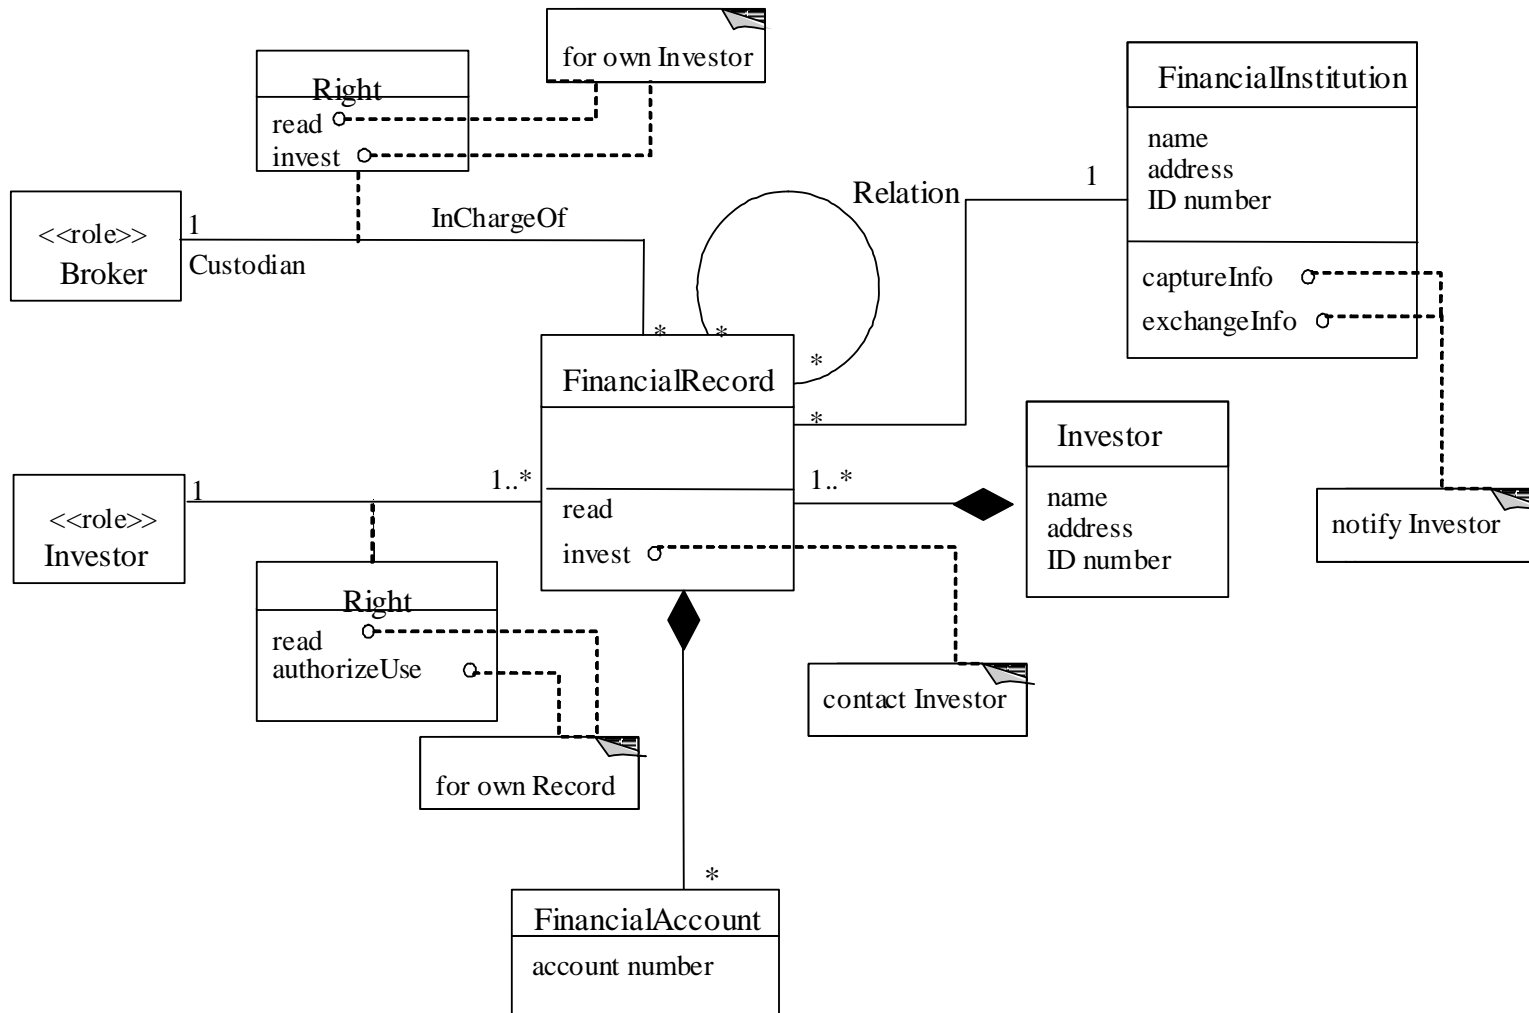 for own Investor
Right
read
invest
FinancialInstitution
name
address
ID number
captureInfo
exchangeInfo
1
Relation
<<role>>
Broker
1
InChargeOf
Custodian
*
*
*
*
FinancialRecord
read
invest
Investor
name
address
ID number
1..*
1..*
1
<<role>>
Investor
notify Investor
Right
read
authorizeUse
contact Investor
for own Record
*
FinancialAccount
account number